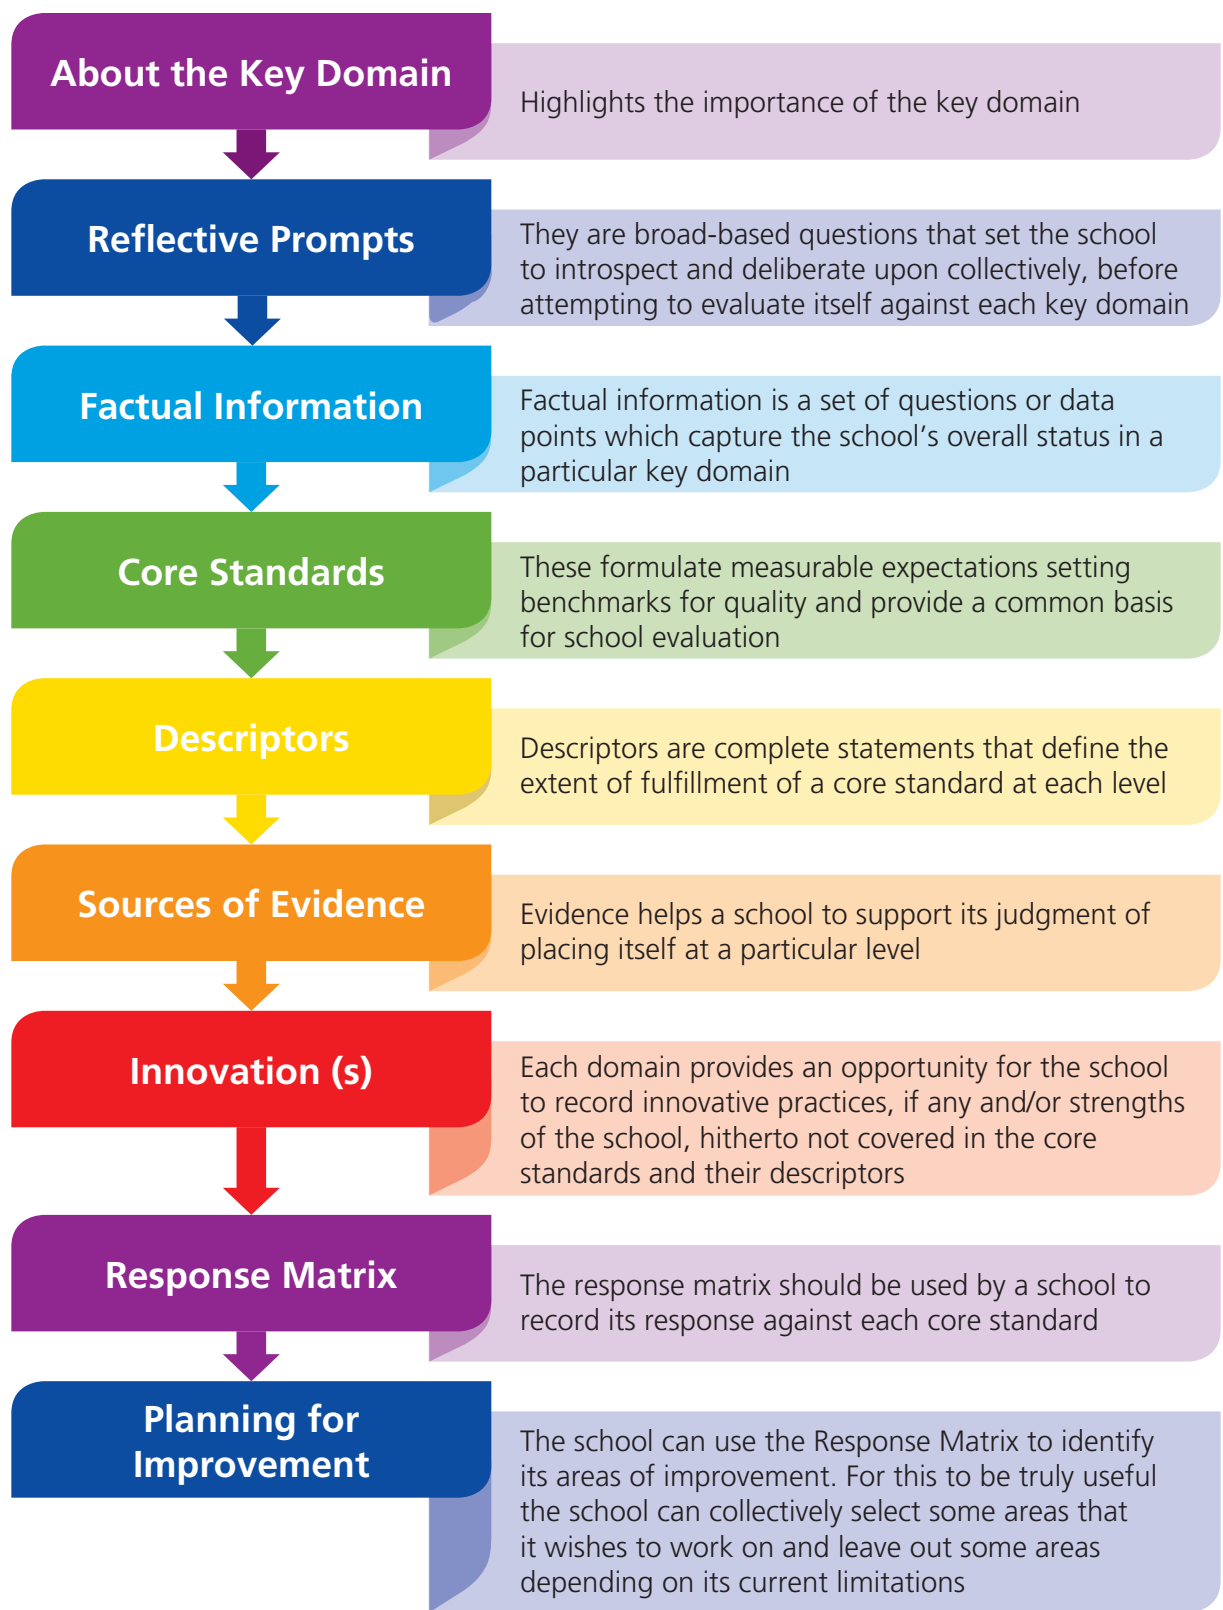 About the Key Domain
Highlights the importance of the key domain
Reflective Prompts
They are broad-based questions that set the school
to introspect and deliberate upon collectively, before
attempting to evaluate itself against each key domain
Factual Information
Factual information is a set of questions or data
points which capture the school's overall status in a
particular key domain
Core Standards
These formulate measurable expectations setting
benchmarks for quality and provide a common basis
for school evaluation
Descriptors
Descriptors are complete statements that define the
extent of fulfillment of a core standard at each level
Sources of Evidence
Evidence helps a school to support its judgment of
placing itself at a particular level
Innovation (s)
Each domain provides an opportunity for the school
to record innovative practices, if any and/or strengths
of the school, hitherto not covered in the core
standards and their descriptors
Response Matrix
The response matrix should be used by a school to
record its response against each core standard
Planning for
Improvement
The school can use the Response Matrix to identify
its areas of improvement. For this to be truly useful
the school can collectively select some areas that
it wishes to work on and leave out some areas
depending on its current limitations